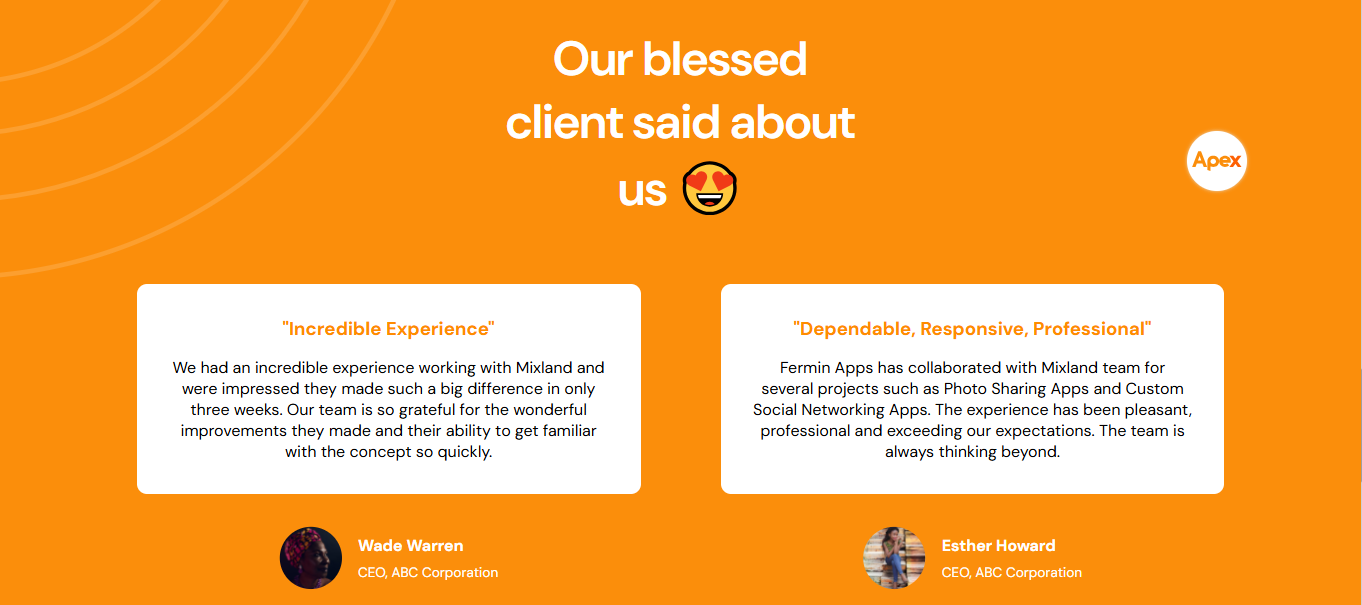 Our blessed
client said about
us
Apex
"Incredible Experience"
We had an incredible experience working with Mixland and
were impressed they made such a big difference in only
three weeks. Our team is so grateful for the wonderful
improvements they made and their ability to get familiar
with the concept so quickly.
Wade Warren
CEO, ABC Corporation
"Dependable, Responsive, Professional"
Fermin Apps has collaborated with Mixland team for
several projects such as Photo Sharing Apps and Custom
Social Networking Apps. The experience has been pleasant,
professional and exceeding our expectations. The team is
always thinking beyond.
Esther Howard
CEO, ABC Corporation